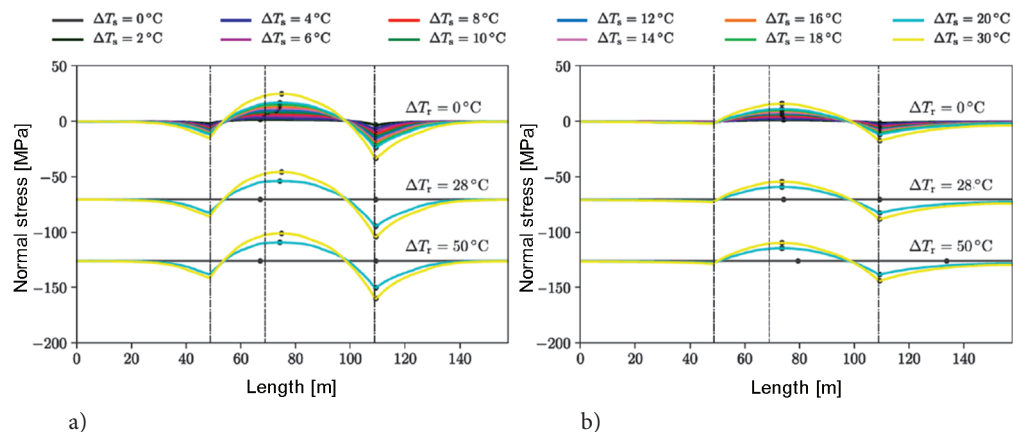 ΔTs = 0 °C ΔTs = 4 °C ΔTs = 8 °C ΔTs = 12 °C ΔTs = 16 °C ΔTs = 20 °C
ΔTs = 2 °C ΔTs = 6 °C ΔTs = 10 °C ΔTs = 14 °C ΔTs = 18 °C ΔTs = 30 °C
Normal stress [MPa]
50
0
−50
−100
−150
−200
ΔTr = 0 °C
ΔTr = 28 °C
ΔTr = 50 °C
0 20 40 60 80 100 120 140
Length [m]
a)
Normal stress [MPa]
50
0
−50
−100
−150
−200
ΔTr = 0 °C
ΔTr = 28 °C
ΔTr = 50 °C
0 20 40 60 80 100 120 140
Length [m]
b)